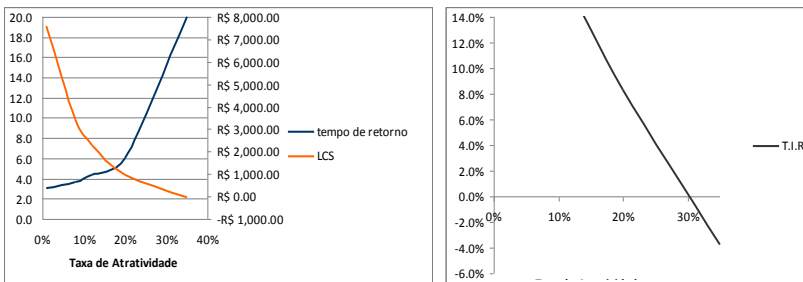 20.0
18.0
16.0
14.0
12.0
10.0
8.0
6.0
4.0
2.0
0.0
R$ 8,000.00
R$ 7,000.00
R$ 6,000.00
R$ 5,000.00
R$ 4,000.00
R$ 3,000.00
R$ 2,000.00
R$ 1,000.00
R$ 0.00
-R$ 1,000.00
0%
10%
20%
30%
40%
Taxa de Atratividade
tempo de retorno
LCS
14.0%
12.0%
10.0%
8.0%
6.0%
4.0%
2.0%
0.0%
-2.0%
-4.0%
-6.0%
0%
10%
20%
30%
T.I.R